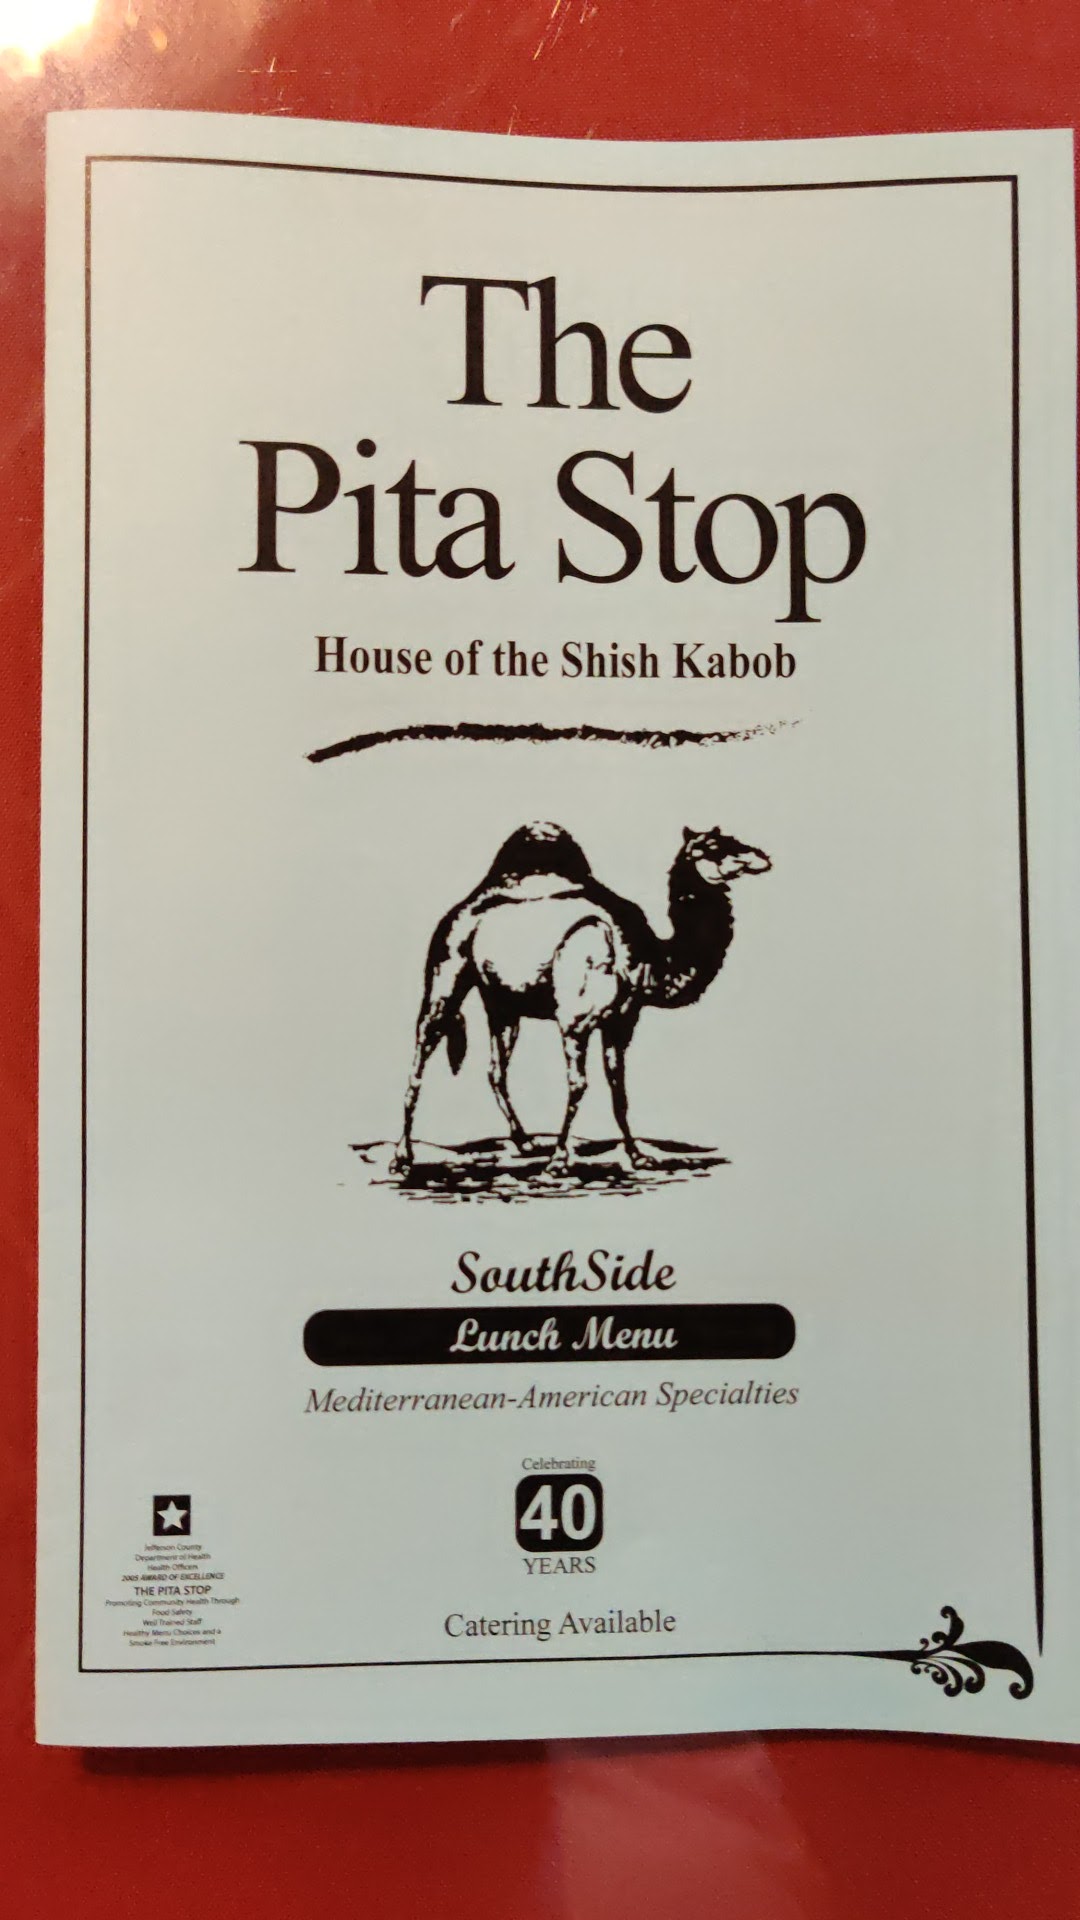 The
Pita Stop
House of the Shish Kabob
SouthSide
Lunch Menu
Mediterranean-American Specialties
Celebrating
40
YEARS
Catering Available
Jefferson County
Department of Health
Health Officers
2005 AWARD OF EXCELLENCE
THE PITA STOP
Promoting Community Health Through
Food Safety
Well Trained Staff
Healthy Menu Choices and a
Smoke Free Environment